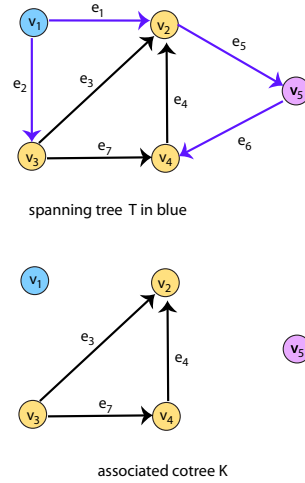 v1
e1
v2
e5
e2
e3
e4
v5
e6
v3
e7
v4
spanning tree T in blue
v1
v2
e3
e4
v5
v3
e7
v4
associated cotree K